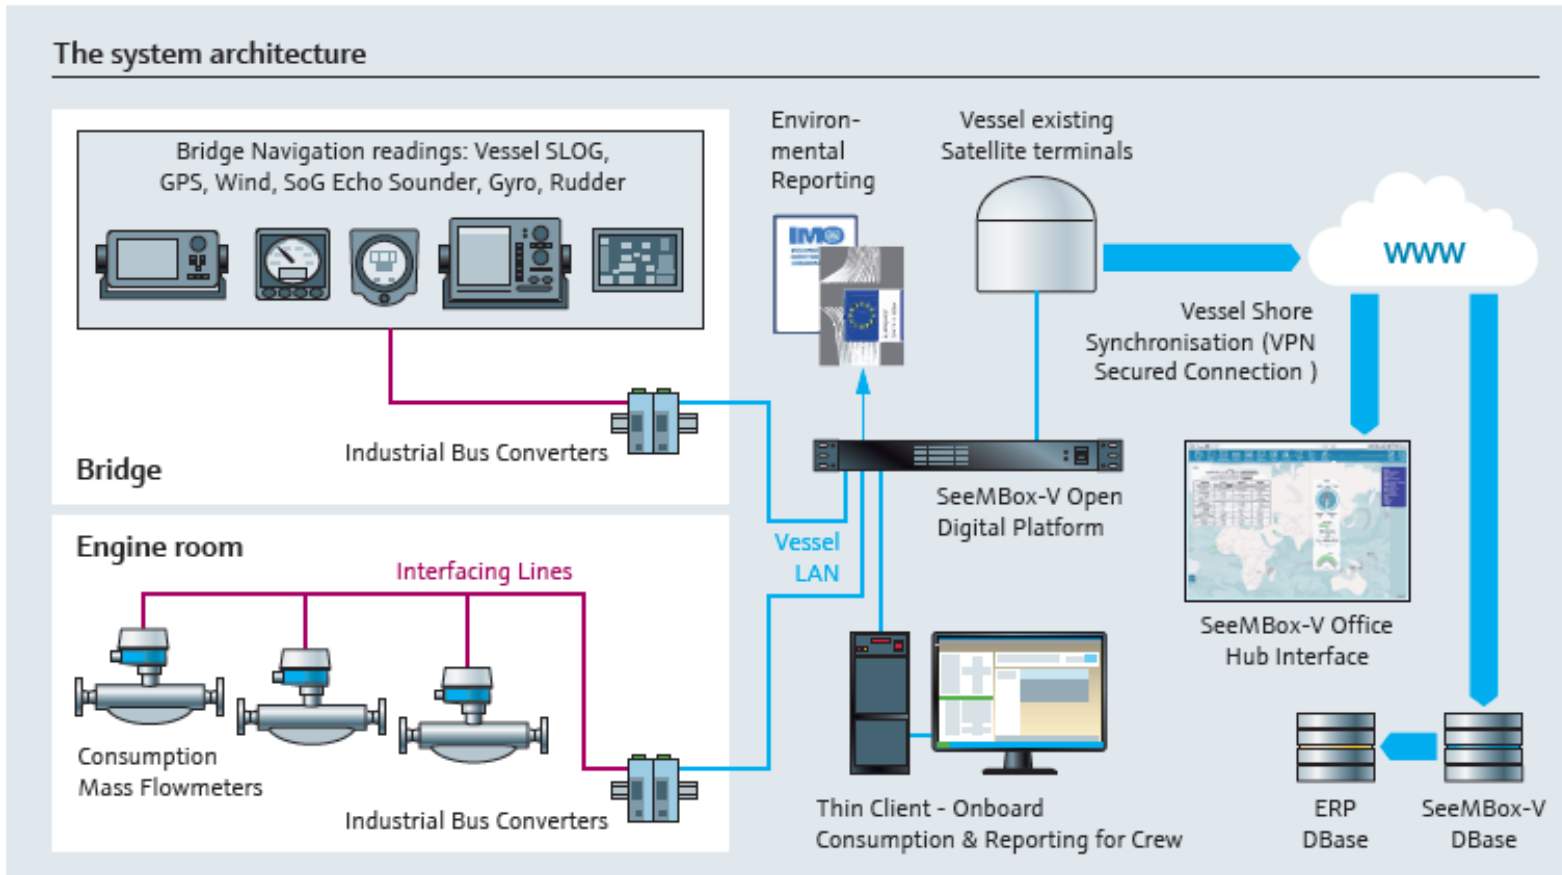 The system architecture
Bridge Navigation readings: Vessel SLOG,
GPS, Wind, SoG Echo Sounder, Gyro, Rudder
Industrial Bus Converters
Bridge
Engine room
Interfacing Lines
Consumption
Mass Flowmeters
Industrial Bus Converters
Environ-
mental
Reporting
IMO
Vessel existing
Satellite terminals
WWW
Vessel Shore
Synchronisation (VPN
Secured Connection )
SeeMBox-V Open
Digital Platform
Vessel
LAN
SeeMBox-V Office
Hub Interface
Thin Client - Onboard
Consumption & Reporting for Crew
ERP
DBase
SeeMBox-V
DBase